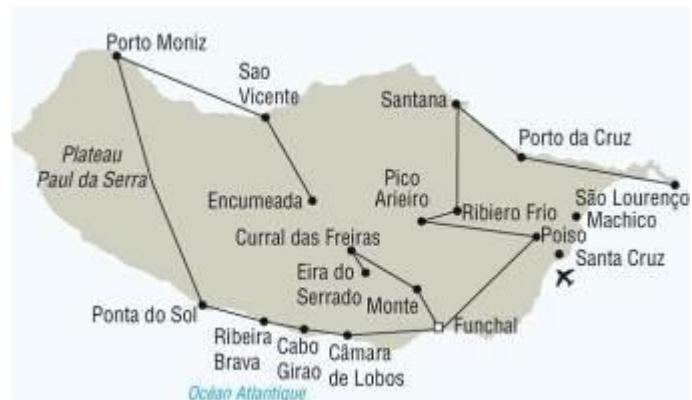 Porto Moniz
Sao
Vicente
Santana
Porto da Cruz
Plateau
Paul da Serra
Pico
Arieiro
São Lourenço
Encumeada
Ribiero Frio
Machico
Curral das Freiras
Poiso
Eira do
Serrado
Santa Cruz
Monte
Ponta do Sol
Funchal
Ribeira
Brava
Cabo
Girao
Câmara
de Lobos
Océan Atlantique